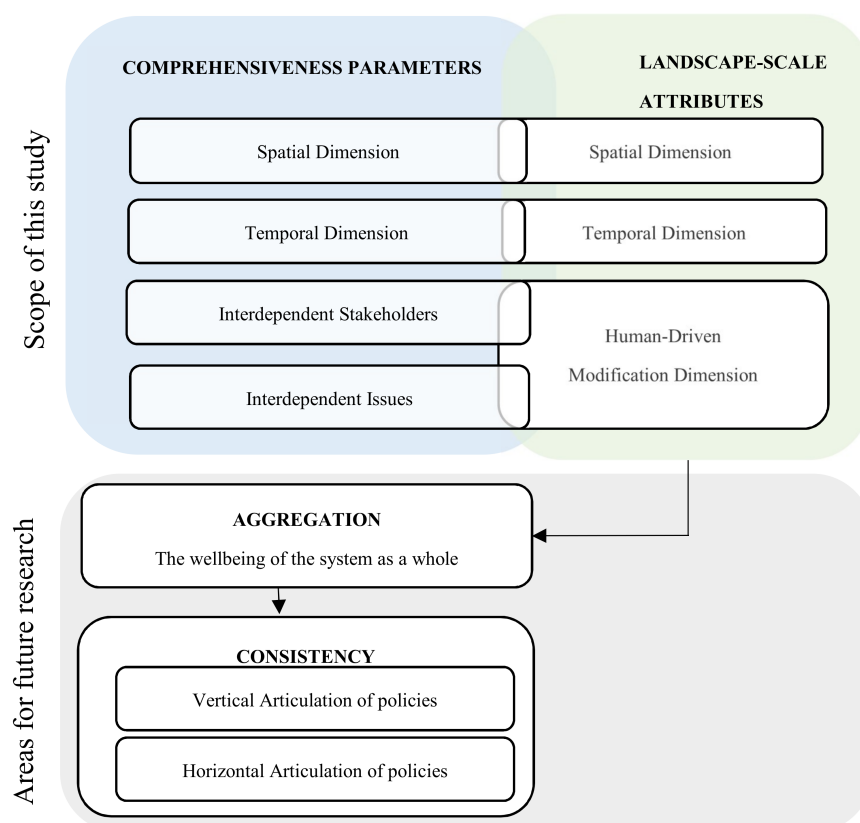 Scope of this study
COMPREHENSIVENESS PARAMETERS
LANDSCAPE-SCALE
ATTRIBUTES
Spatial Dimension
Spatial Dimension
Temporal Dimension
Temporal Dimension
Interdependent Stakeholders
Interdependent Issues
Human-Driven
Modification Dimension
Areas for future research
AGGREGATION
The wellbeing of the system as a whole
CONSISTENCY
Vertical Articulation of policies
Horizontal Articulation of policies